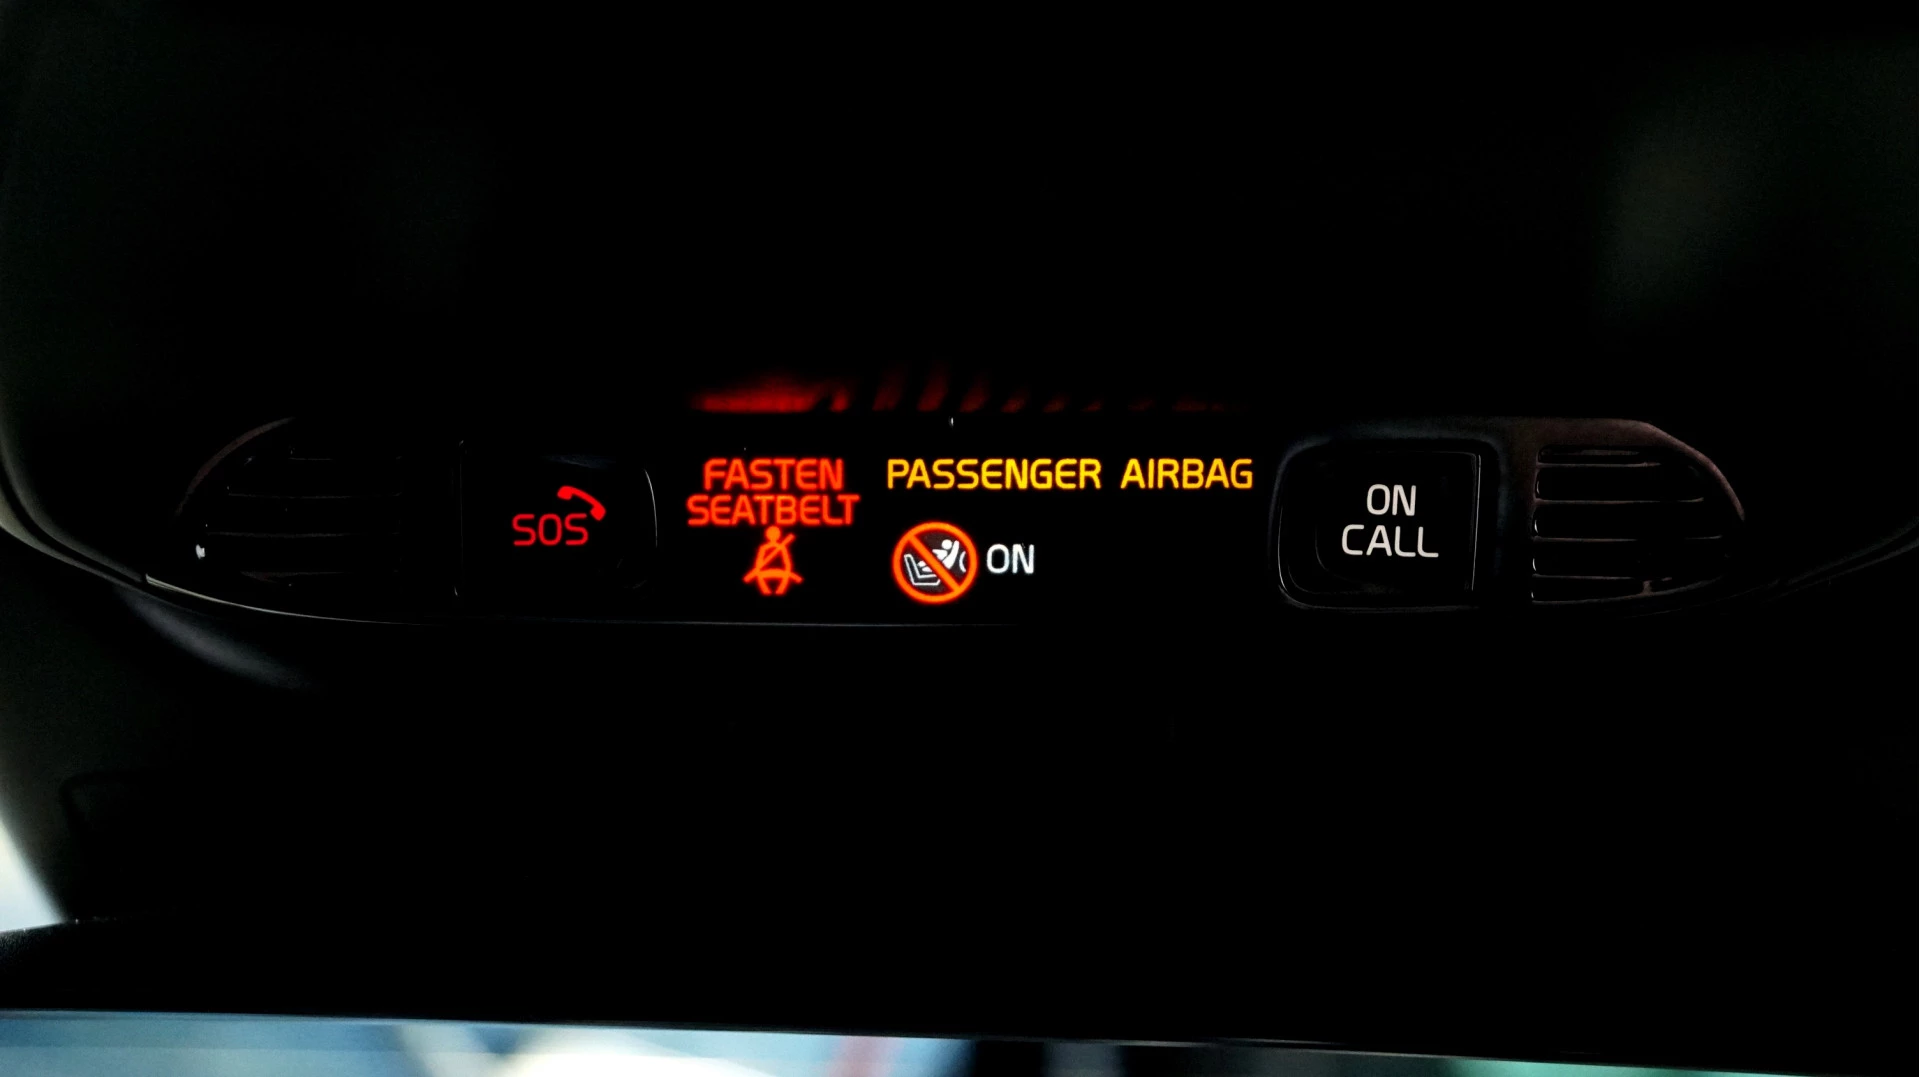 SOS
FASTEN
SEATBELT
PASSENGER AIRBAG
ON
ON
CALL